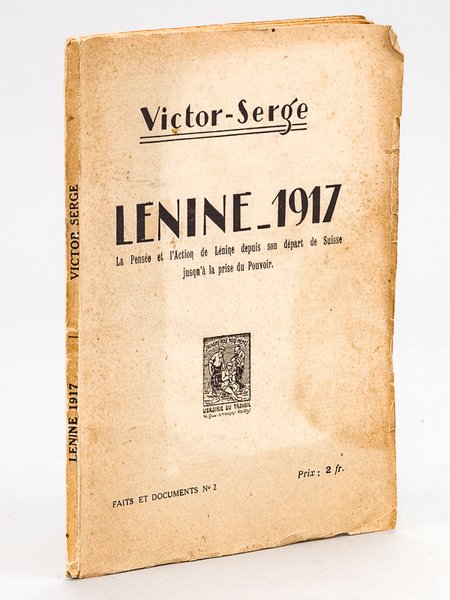 Victor-Serge
LENINE_1917
La Pensée et l'Action de Lénine depuis son départ de Suisse
jusqu'à la prise du Pouvoir.
LIBRAIRIE DU TRAVAIL
FAITS ET DOCUMENTS N° 2
Prix : 2 fr.
LENINE 1917
VICTOR SERGE